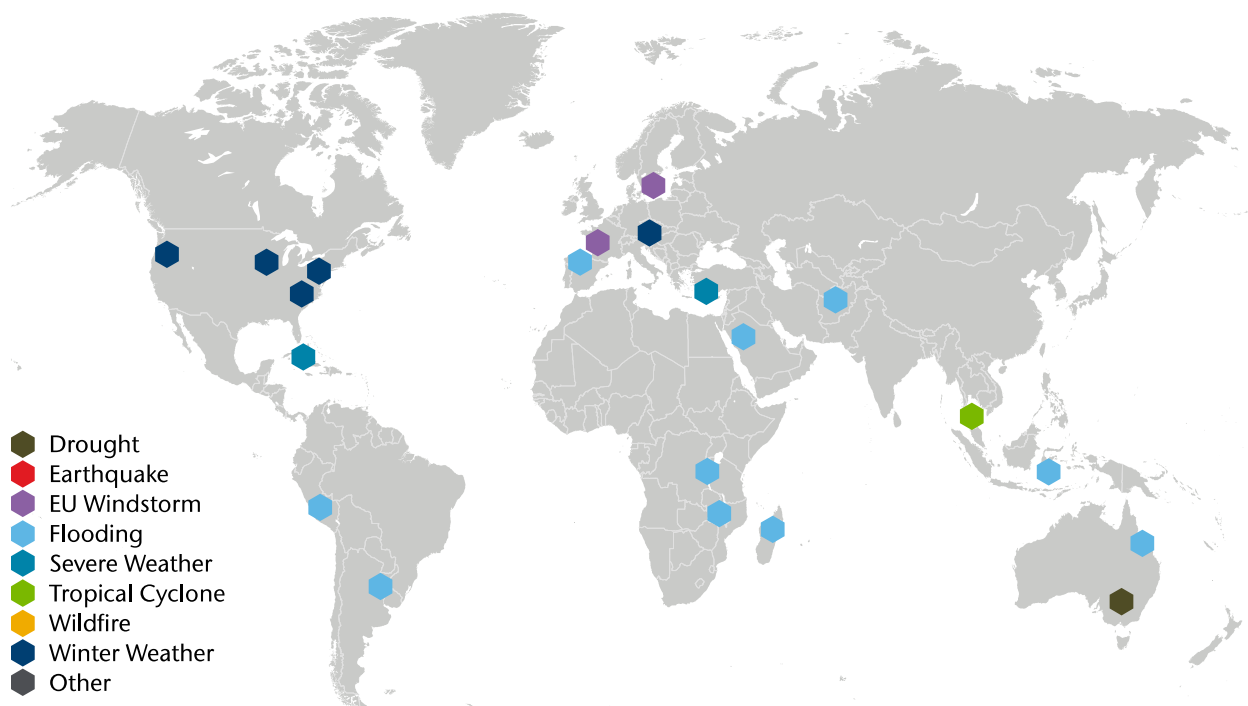 Drought
Earthquake
EU Windstorm
Flooding
Severe Weather
Tropical Cyclone
Wildfire
Winter Weather
Other